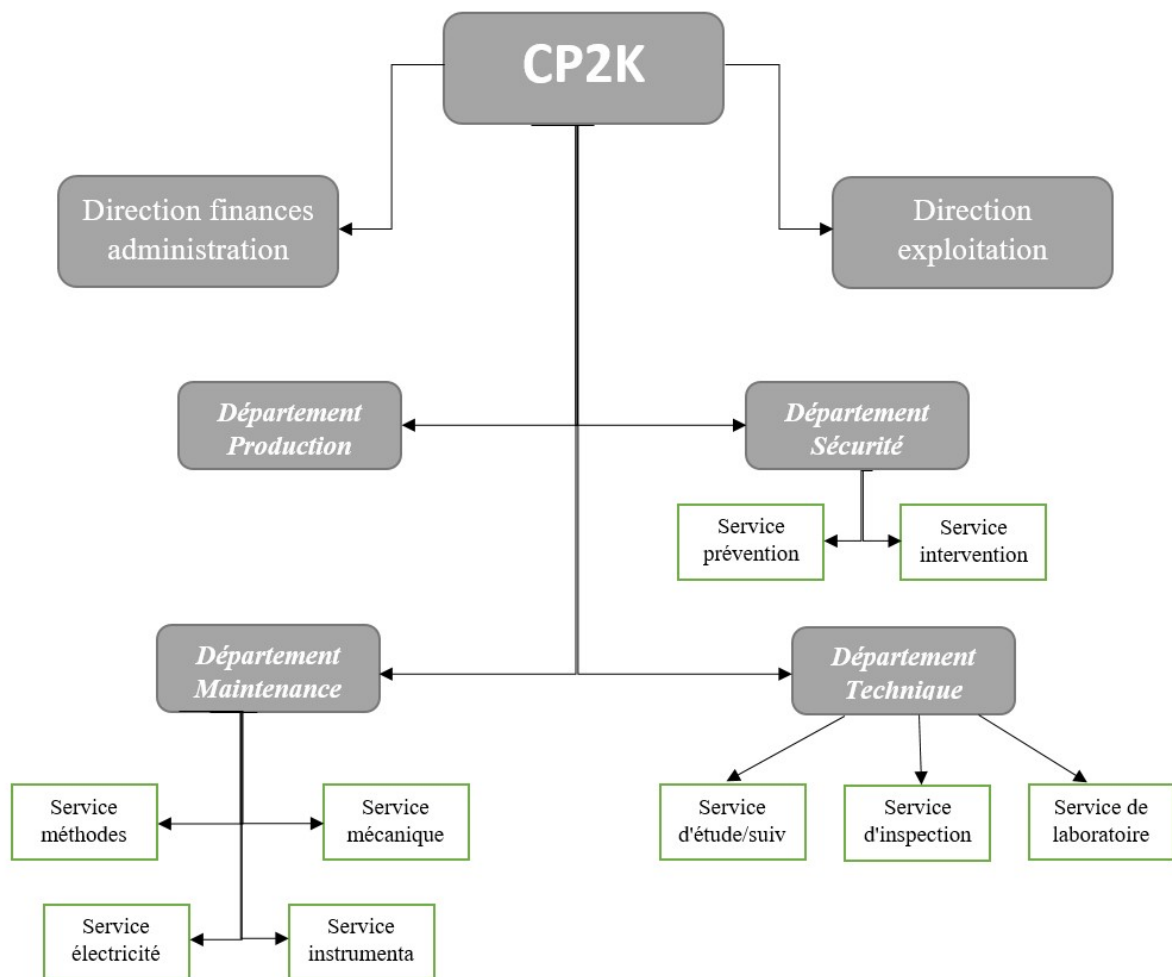 CP2K
Direction finances
administration
Direction
exploitation
Département
Production
Département
Sécurité
Service
prévention
Service
intervention
Département
Maintenance
Département
Technique
Service
méthodes
Service
mécanique
Service
d'étude/suiv
Service
d'inspection
Service de
laboratoire
Service
électricité
Service
instrumenta